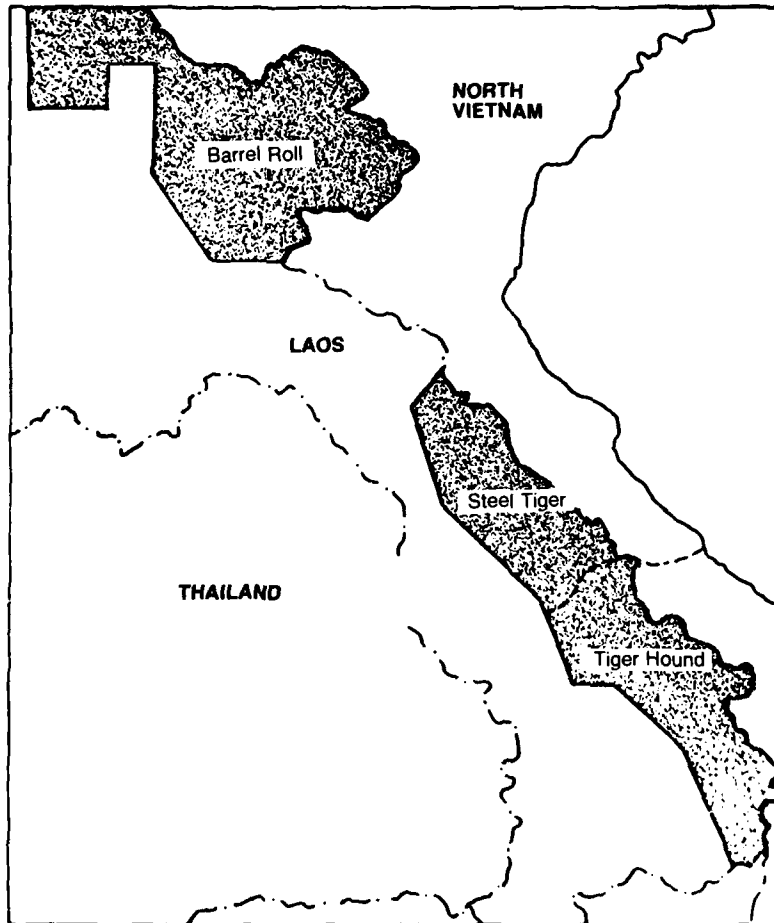 NORTH
VIETNAM
Barrel Roll
LAOS
Steel Tiger
THAILAND
Tiger Hound